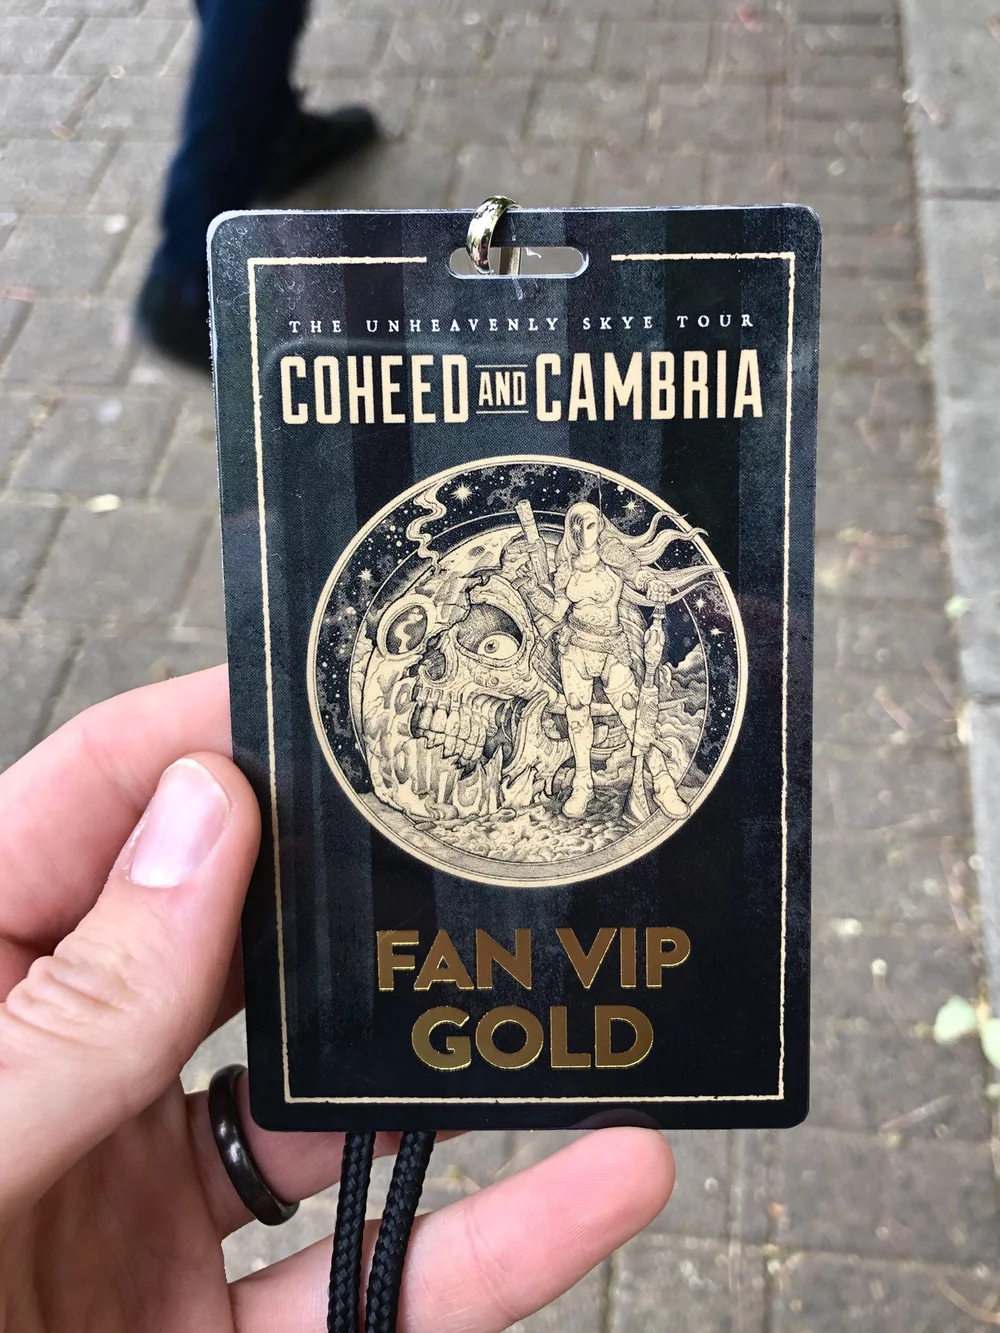 THE UNHEAVENLY SKYE TOUR
COHEED AND CAMBRIA
FAN VIP
GOLD